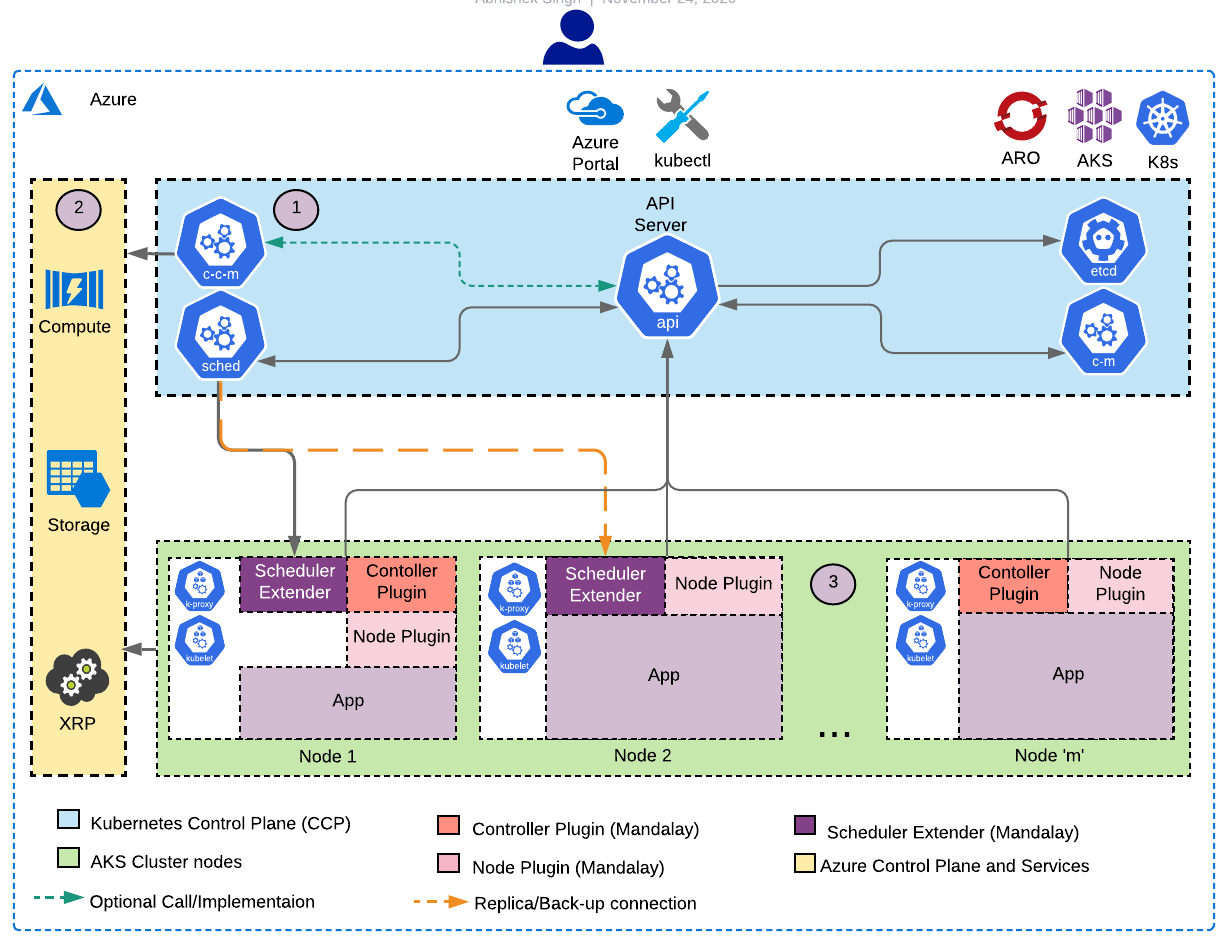 Abhishek Singh | November 24, 2020
Azure
Azure
Portal
kubectl
ARO
AKS
K8s
2
1
API
Server
c-c-m
api
etcd
sched
c-m
Compute
Storage
XRP
Scheduler
Extender
Contoller
Plugin
Node Plugin
k-proxy
kubelet
App
Node 1
Scheduler
Extender
Node Plugin
k-proxy
kubelet
App
Node 2
3
...
Contoller
Plugin
Node
Plugin
k-proxy
kubelet
App
Node 'm'
Kubernetes Control Plane (CCP)
Controller Plugin (Mandalay)
Scheduler Extender (Mandalay)
AKS Cluster nodes
Node Plugin (Mandalay)
Azure Control Plane and Services
Optional Call/Implementaion
Replica/Back-up connection